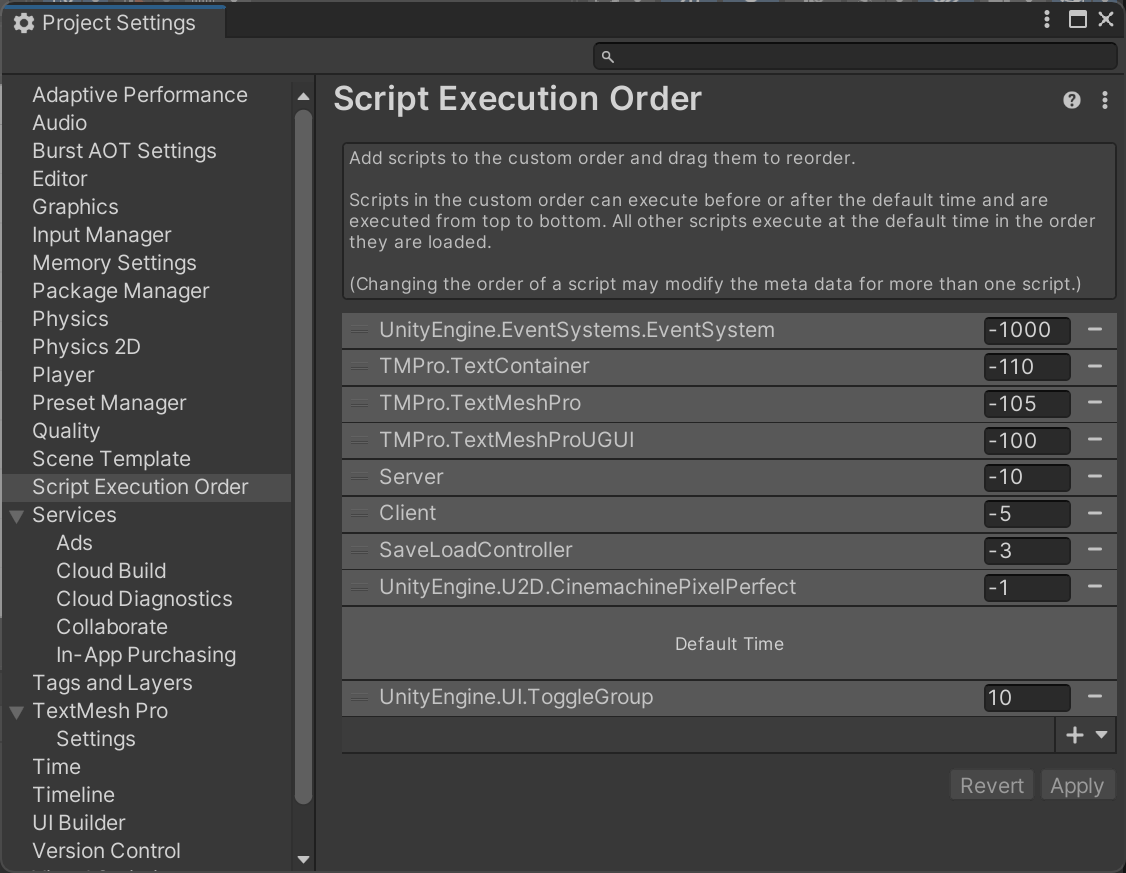 Project Settings
Adaptive Performance
Audio
Burst AOT Settings
Editor
Graphics
Input Manager
Memory Settings
Package Manager
Physics
Physics 2D
Player
Preset Manager
Quality
Scene Template
Script Execution Order
Services
Ads
Cloud Build
Cloud Diagnostics
Collaborate
In-App Purchasing
Tags and Layers
TextMesh Pro
Settings
Time
Timeline
UI Builder
Version Control
Script Execution Order
Add scripts to the custom order and drag them to reorder.
Scripts in the custom order can execute before or after the default time and are
executed from top to bottom. All other scripts execute at the default time in the order
they are loaded.
(Changing the order of a script may modify the meta data for more than one script.)
UnityEngine.EventSystems.EventSystem -1000
TMPro.TextContainer -110
TMPro.TextMeshPro -105
TMPro.TextMeshProUGUI -100
Server -10
Client -5
SaveLoadController -3
UnityEngine.U2D.CinemachinePixelPerfect -1
Default Time
UnityEngine.UI.ToggleGroup 10
Revert Apply